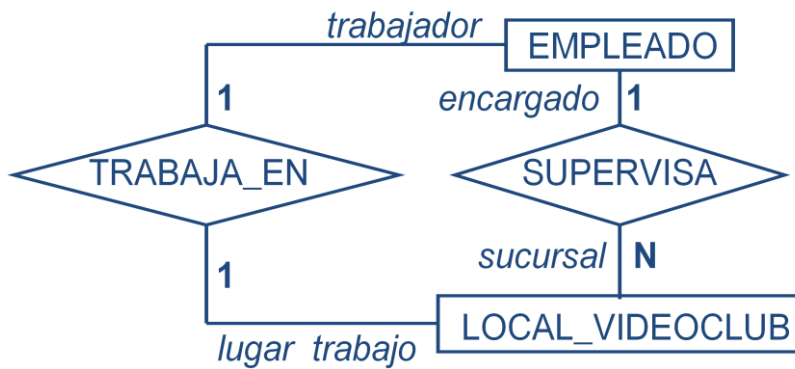 trabajador
EMPLEADO
1
encargado 1
TRABAJA_EN
SUPERVISA
1
sucursal N
lugar trabajo
LOCAL_VIDEOCLUB